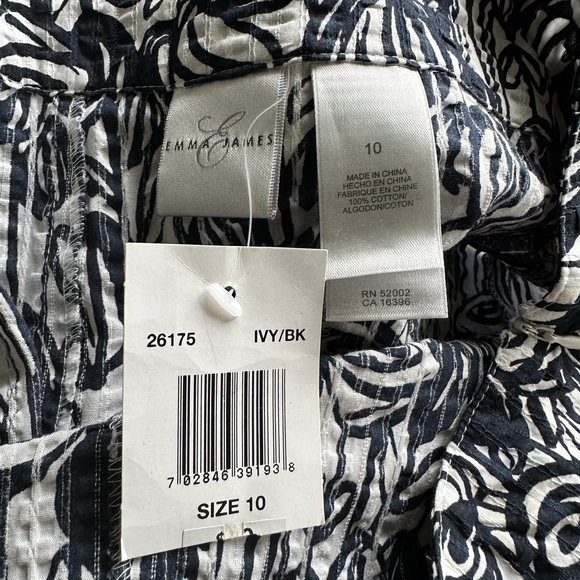 E
EMMA JAMES
10
MADE IN CHINA
HECHO EN CHINA
FABRIQUE EN CHINE
100% COTTON/
ALGODON/COTON
RN 52002
CA 16396
26175 IVY/BK
7 02846 39193 8
SIZE 10